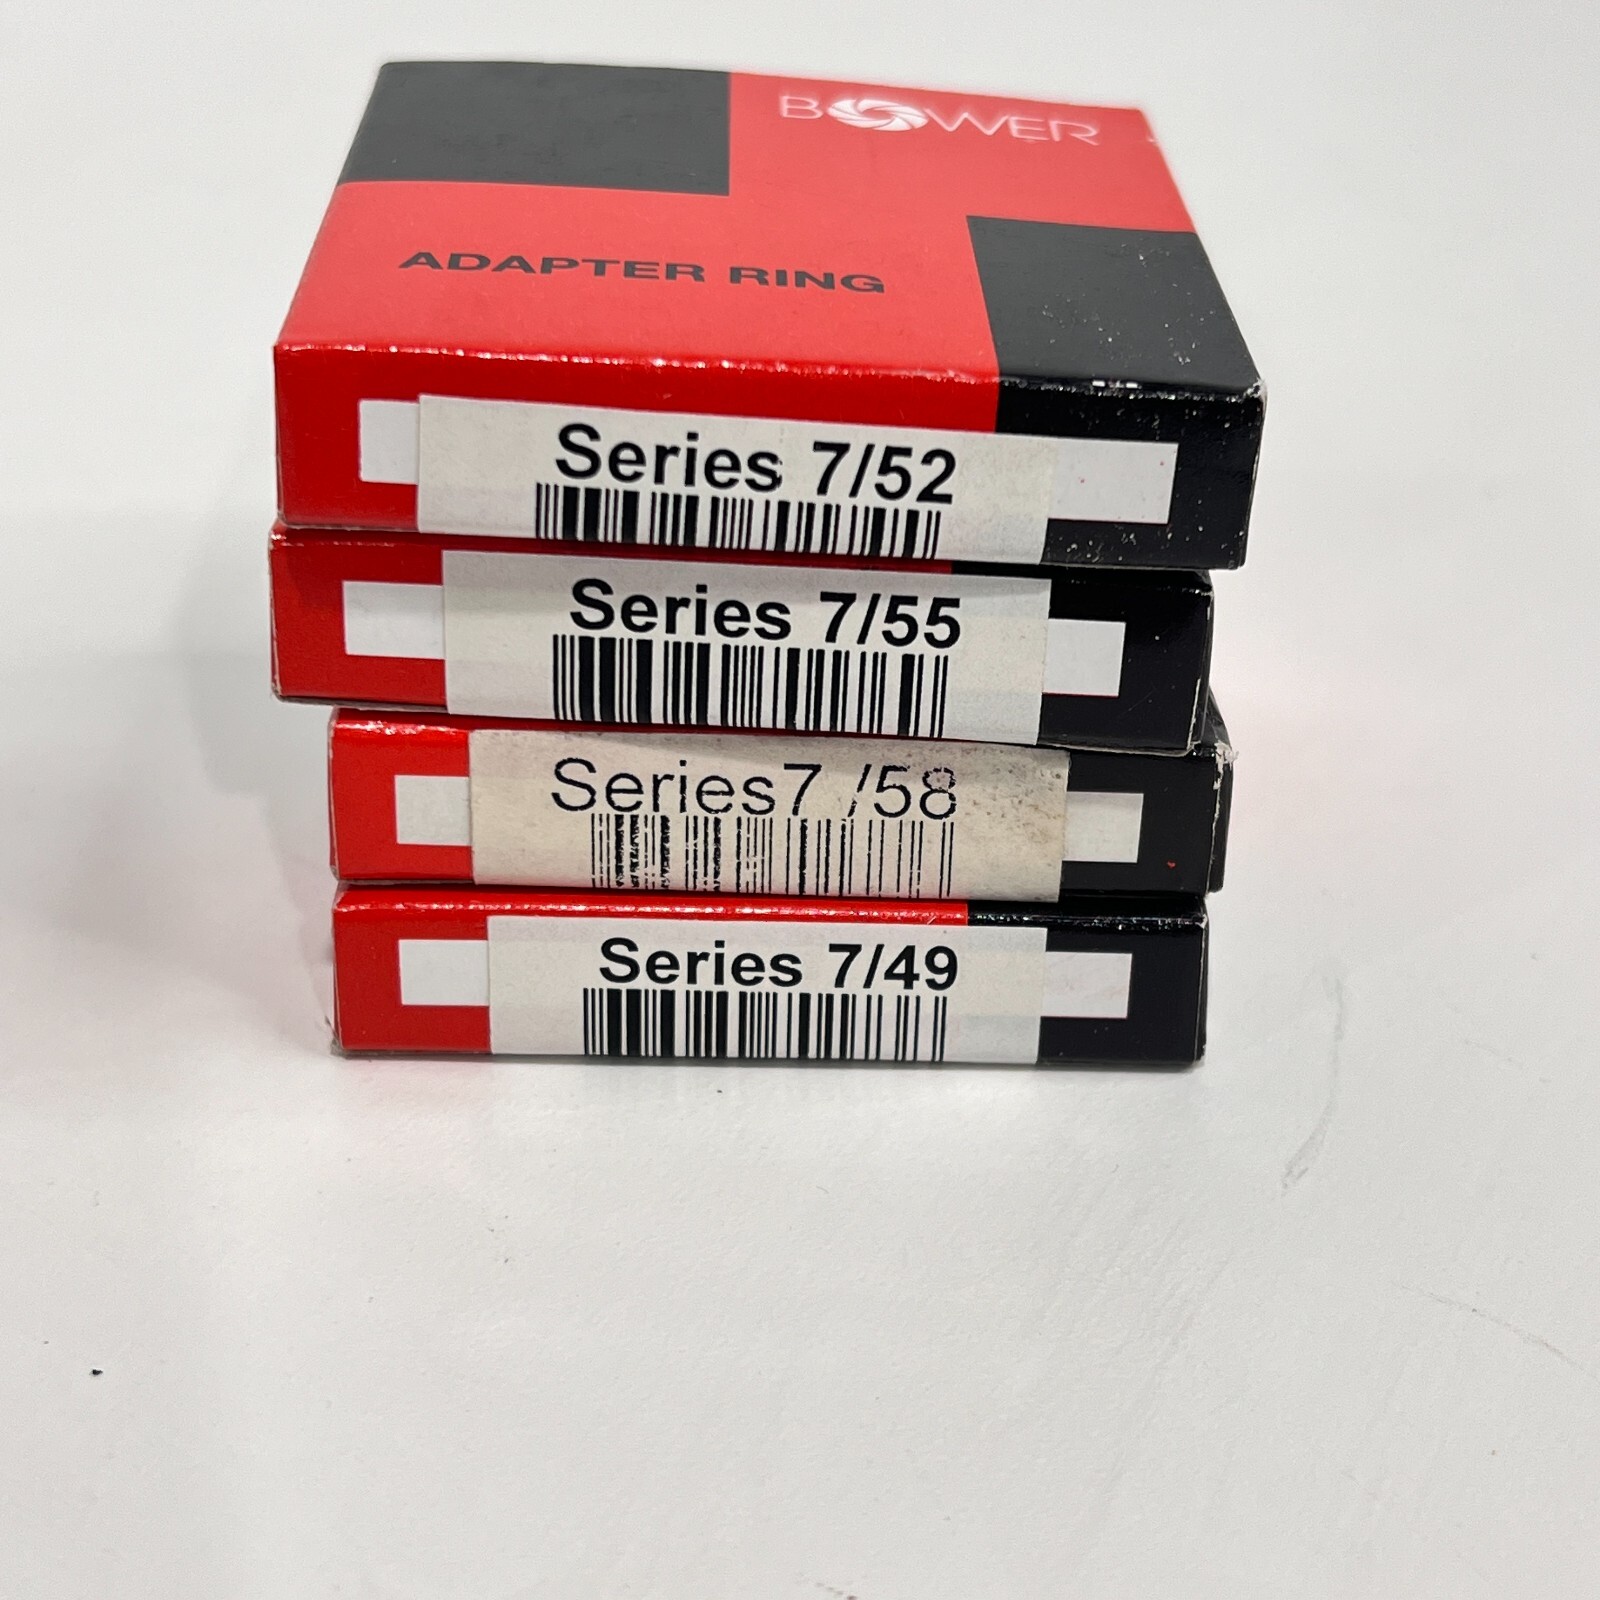 BOWER
ADAPTER RING
Series 7/52
Series 7/55
Series7 /58
Series 7/49